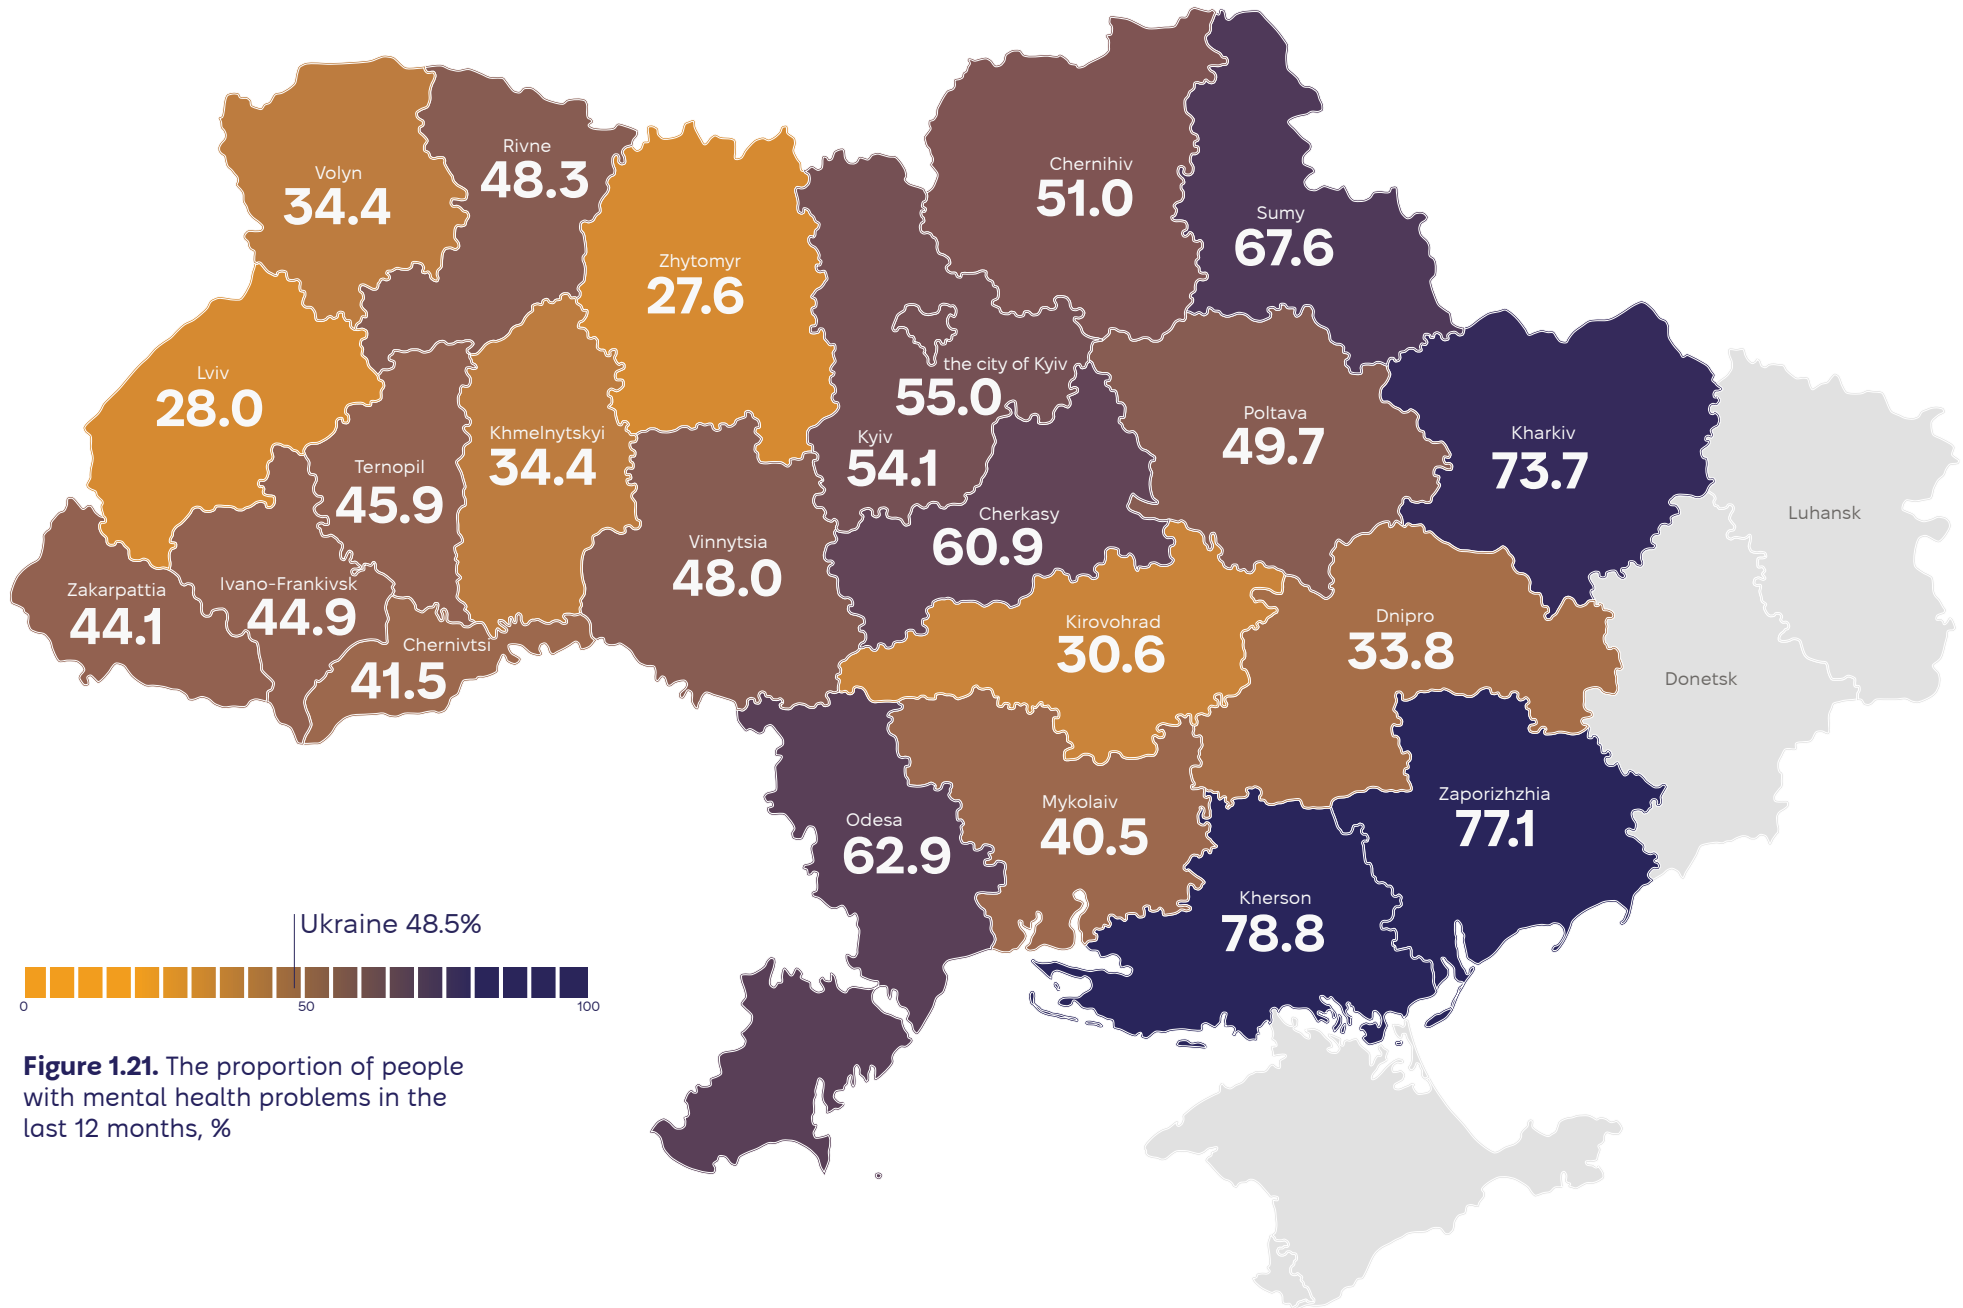 Chernihiv
51.0
Rivne
48.3
Volyn
34.4
Sumy
67.6
Zhytomyr
27.6
the city of Kyiv
55.0
Lviv
28.0
Poltava
49.7
Khmelnytskyi
34.4
Kharkiv
73.7
Kyiv
54.1
Ternopil
45.9
Luhansk
Cherkasy
60.9
Vinnytsia
48.0
Ivano-Frankivsk
44.9
Zakarpattia
44.1
Dnipro
33.8
Kirovohrad
30.6
Chernivtsi
41.5
Donetsk
Zaporizhzhia
77.1
Mykolaiv
40.5
Odesa
62.9
Kherson
78.8
Ukraine 48.5%
0 50 100
Figure 1.21. The proportion of people
with mental health problems in the
last 12 months, %